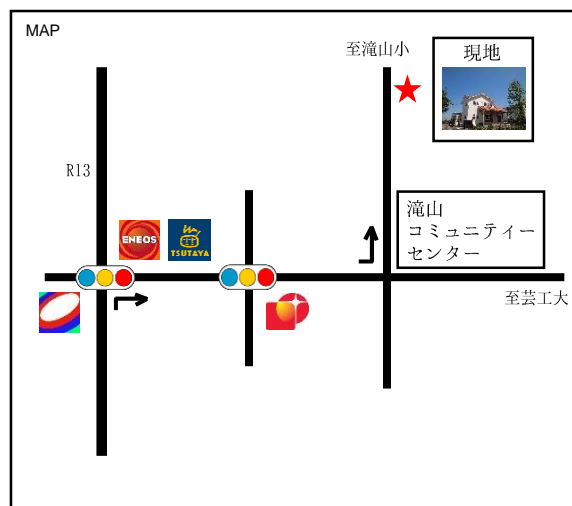 MAP
至滝山小
現地
R13
ENEOS
TSUTAYA
滝山
コミュニティー
センター
至芸工大